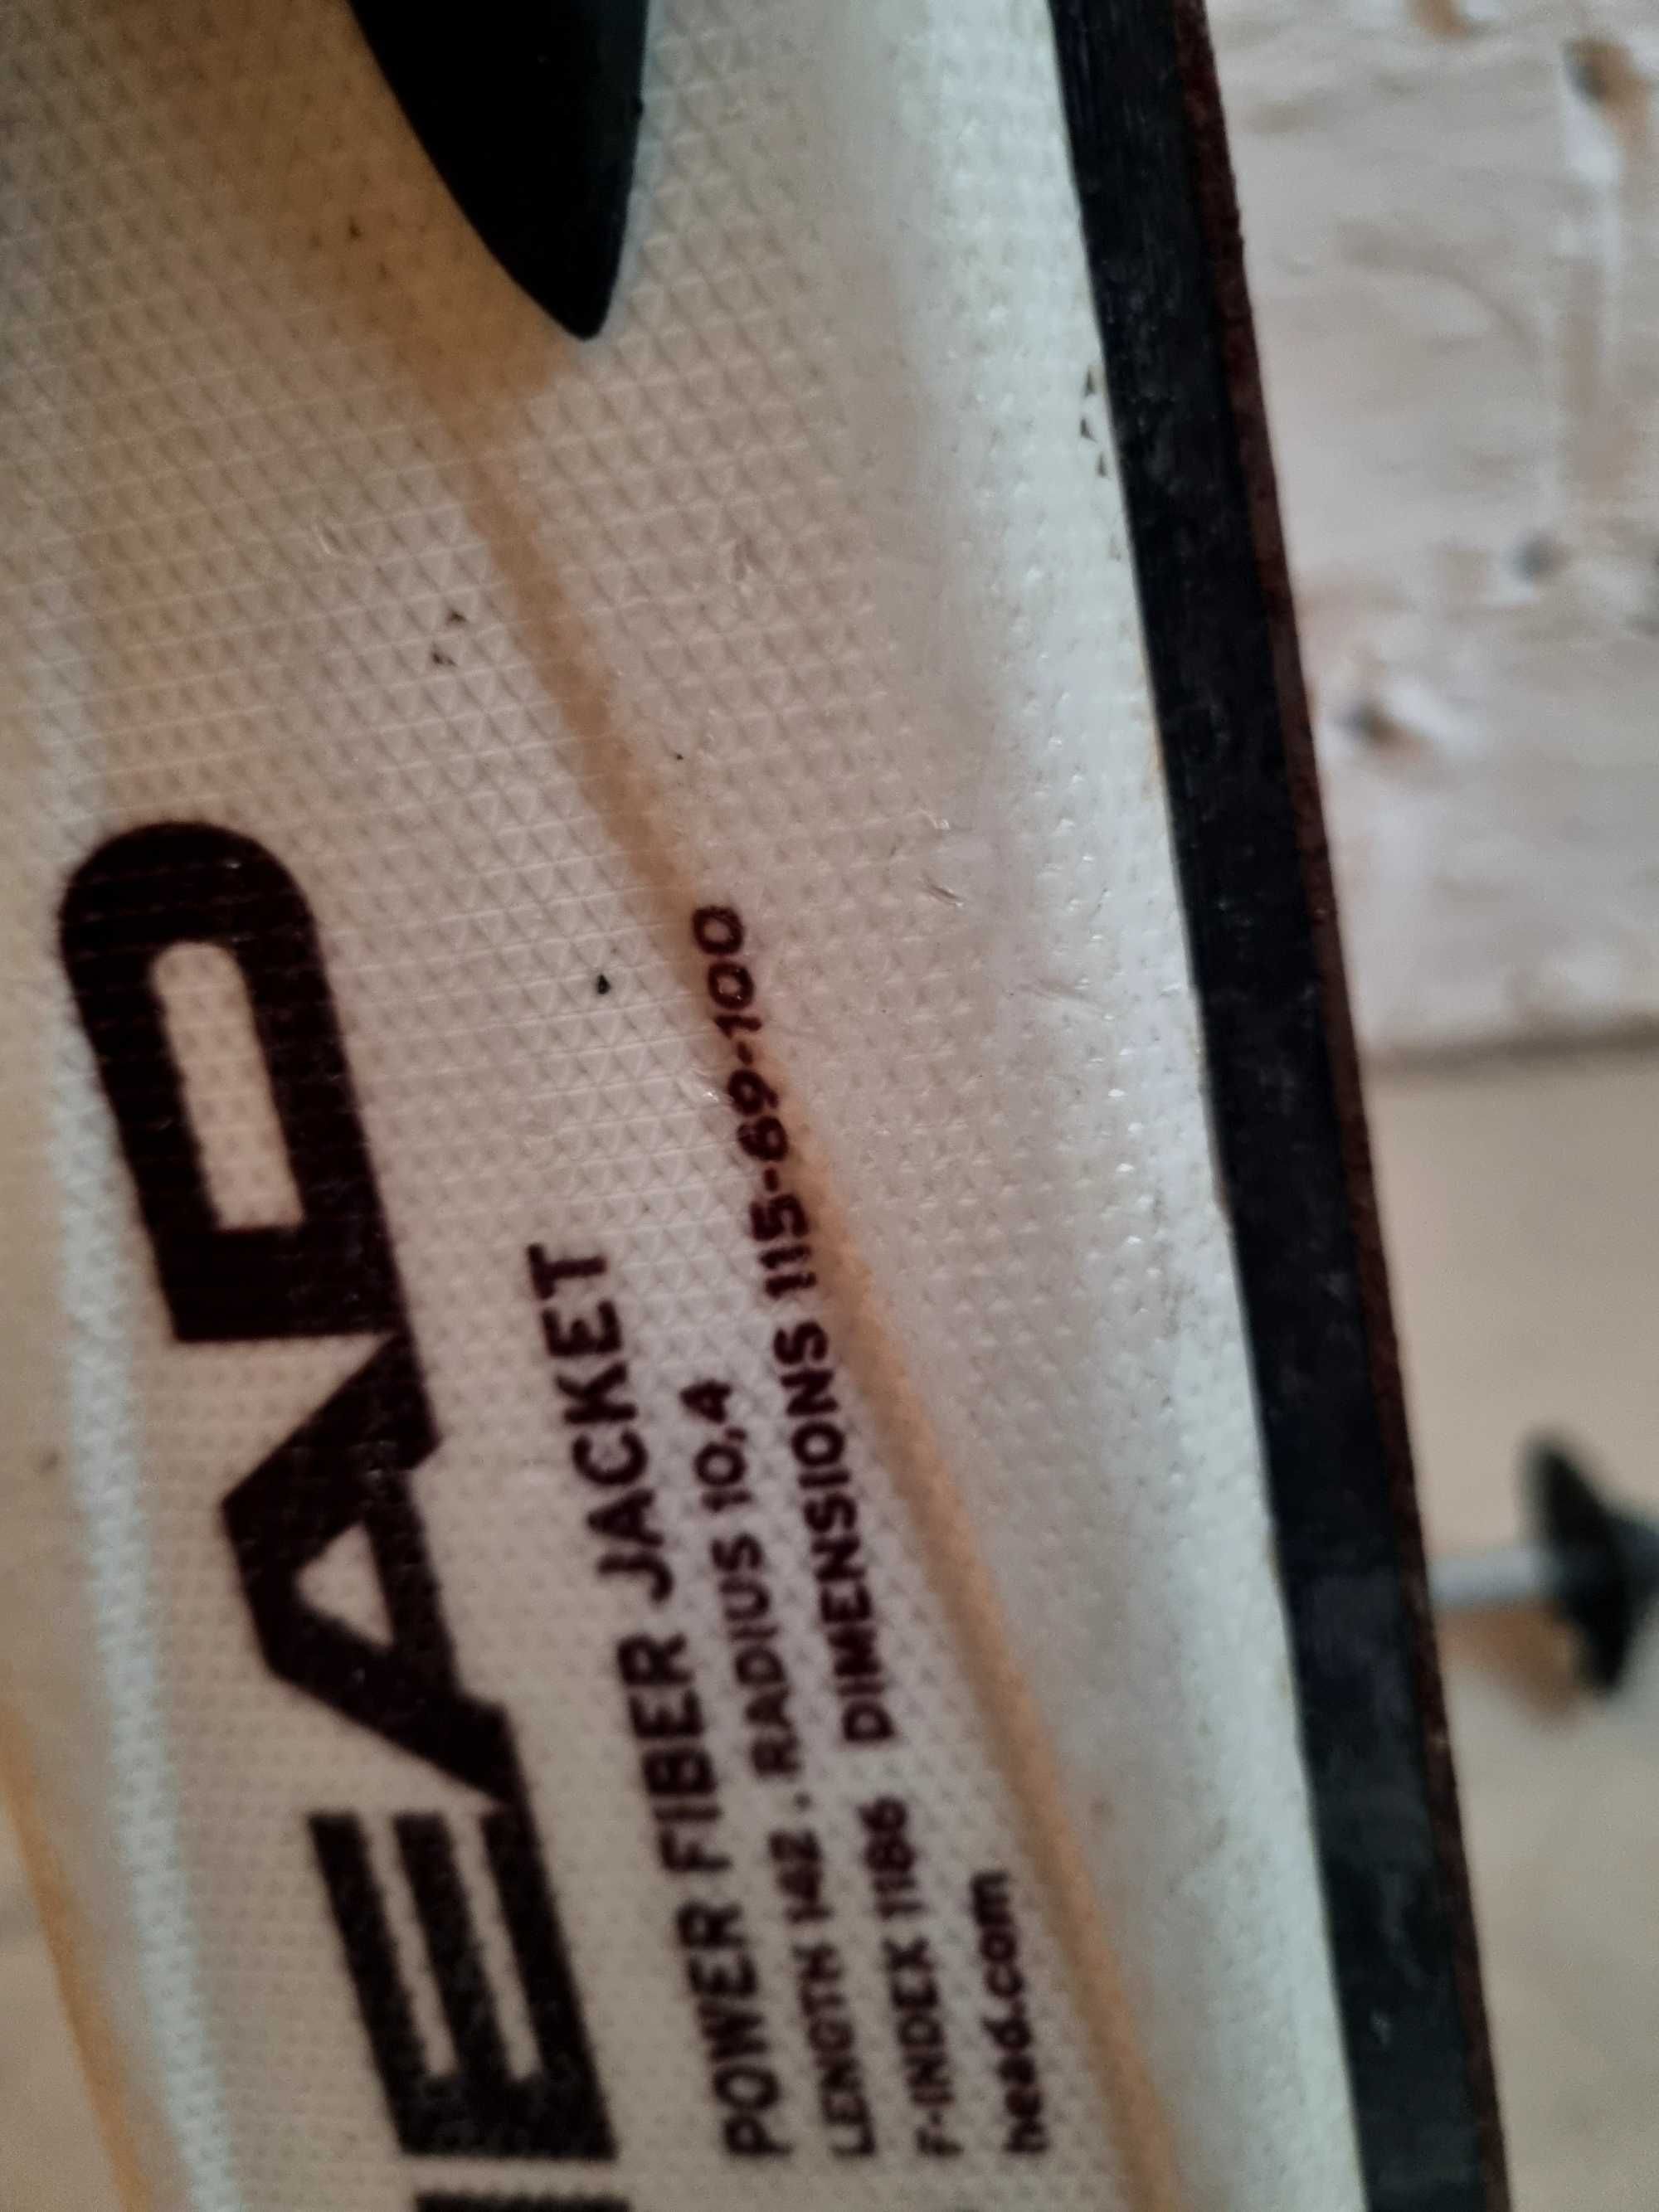 HEAD
POWER FIBER JACKET
LENGTH 142 . RADIUS 10,4
F-INDEX 1186 DIMENSIONS 115-69-100
head.com